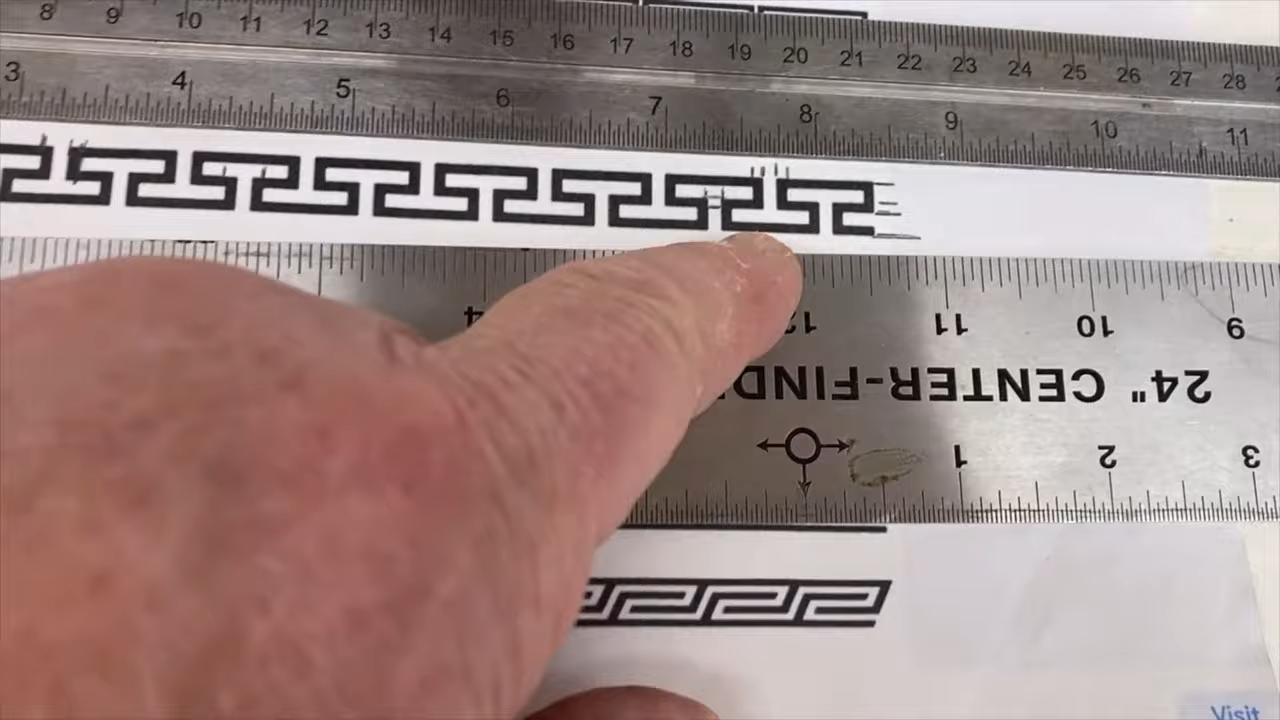 8 9 10 11 12 13 14 15 16 17 18 19 20 21 22 23 24 25 26 27 28
3 4 5 6 7 8 9 10 11
12 11 10 9
24" CENTER-FIND
1 2 3
Visit